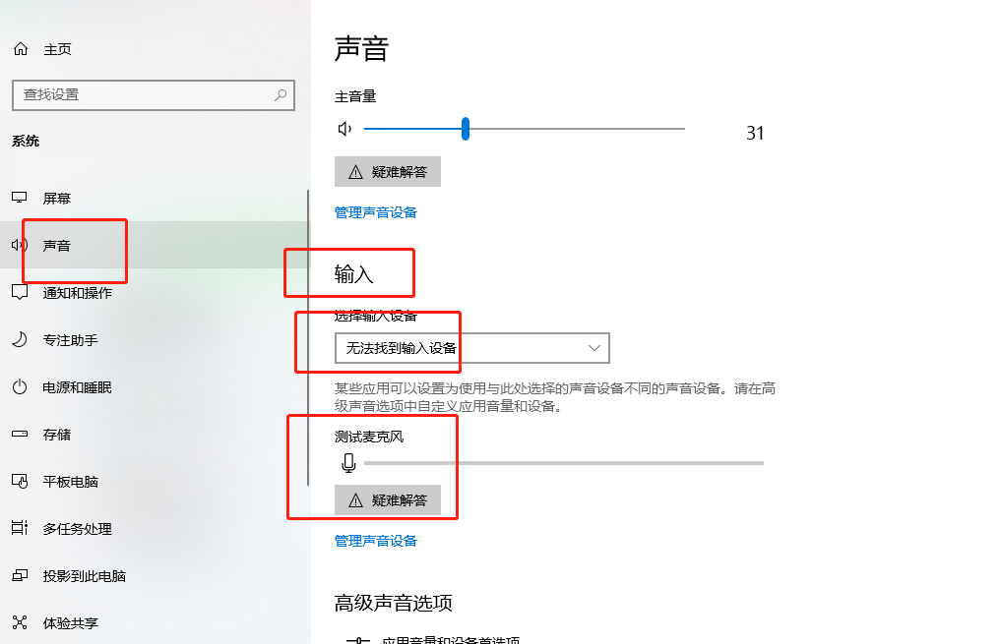 主页
查找设置
系统
屏幕
声音
通知和操作
专注助手
电源和睡眠
存储
平板电脑
多任务处理
投影到此电脑
体验共享
声音
主音量
31
疑难解答
管理声音设备
输入
选择输入设备
无法找到输入设备
某些应用可以设置为使用与此处选择的声音设备不同的声音设备。请在高
级声音选项中自定义应用音量和设备。
测试麦克风
疑难解答
管理声音设备
高级声音选项
应用音量和设备首选项